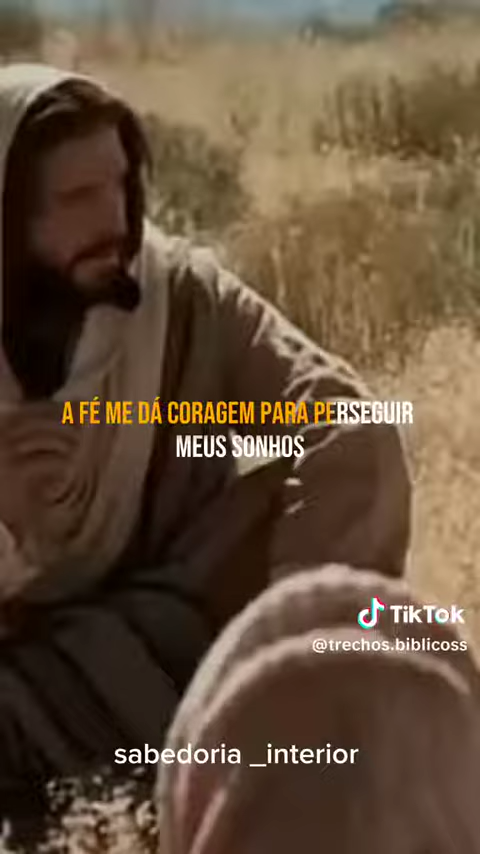 A FÉ ME DÁ CORAGEM PARA PERSEGUIR
MEUS SONHOS
TikTok
@trechos.biblicoss
sabedoria _interior